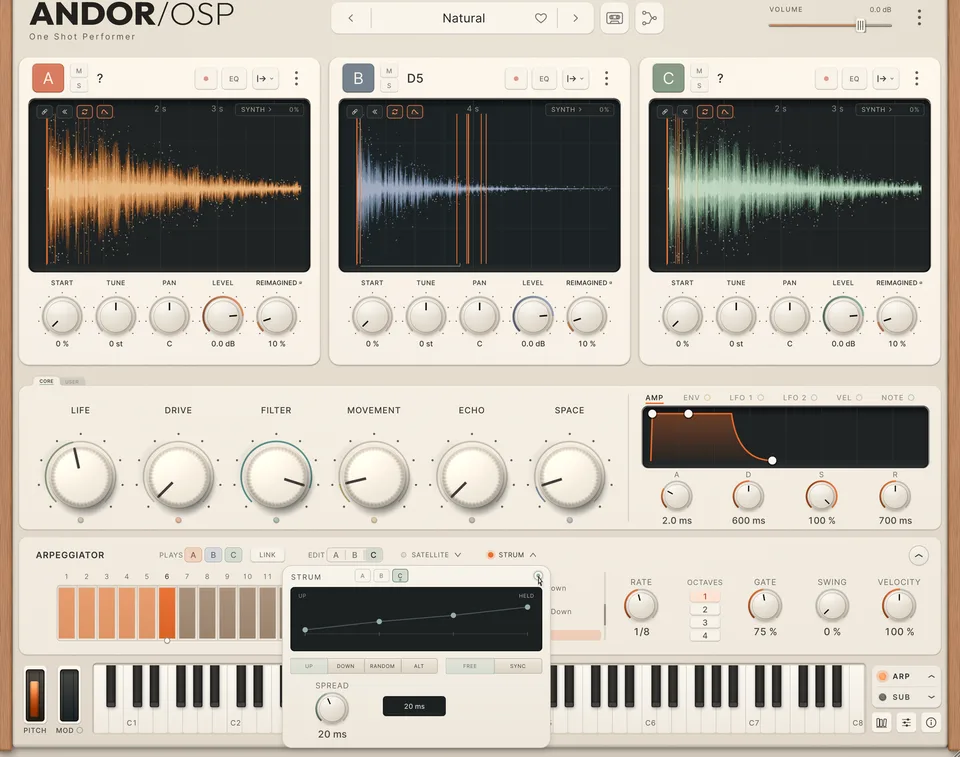 ANDOR/OSP
One Shot Performer
Natural
VOLUME 0.0 dB
A M S ? EQ
B M S D5 EQ
C M S ? EQ
2 s 3 s SYNTH > 0%
4 s SYNTH > 0%
2 s 3 s SYNTH > 0%
START TUNE PAN LEVEL REIMAGINED
0 % 0 st C 0.0 dB 10 %
START TUNE PAN LEVEL REIMAGINED
0 % 0 st C 0.0 dB 10 %
START TUNE PAN LEVEL REIMAGINED
0 % 0 st C 0.0 dB 10 %
CORE USER
LIFE DRIVE FILTER MOVEMENT ECHO SPACE
AMP ENV LFO 1 LFO 2 VEL NOTE
A D S R
2.0 ms 600 ms 100 % 700 ms
ARPEGGIATOR PLAYS A B C LINK EDIT A B C SATELLITE STRUM
1 2 3 4 5 6 7 8 9 10 11
STRUM A B C
UP HELD
UP DOWN RANDOM ALT FREE SYNC
SPREAD
20 ms
20 ms
own
Down
RATE OCTAVES GATE SWING VELOCITY
1
2
3
4
1/8 75 % 0 % 100 %
PITCH MOD
C1 C2 C6 C7 C8
ARP
SUB